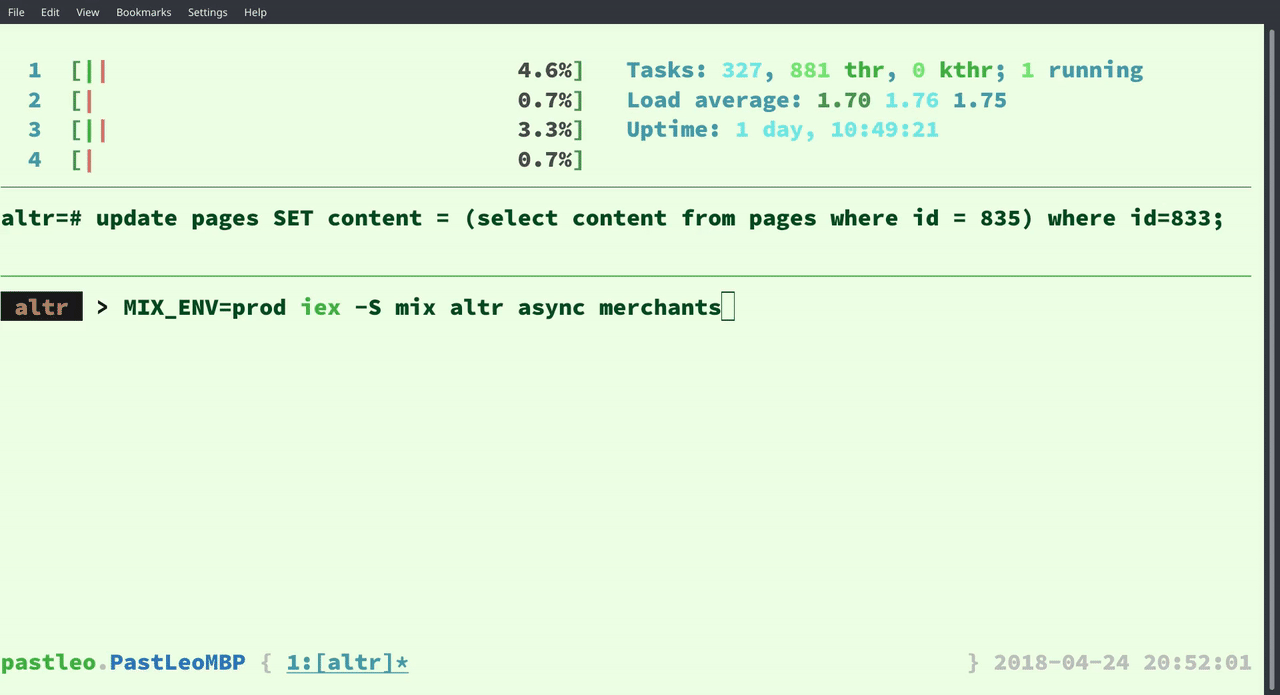 File Edit View Bookmarks Settings Help
1 [|| 4.6%] Tasks: 327, 881 thr, 0 kthr; 1 running
2 [| 0.7%] Load average: 1.70 1.76 1.75
3 [|| 3.3%] Uptime: 1 day, 10:49:21
4 [| 0.7%]
altr=# update pages SET content = (select content from pages where id = 835) where id=833;
altr > MIX_ENV=prod iex -S mix altr async merchants
pastleo.PastLeoMBP { 1:[altr]* } 2018-04-24 20:52:01